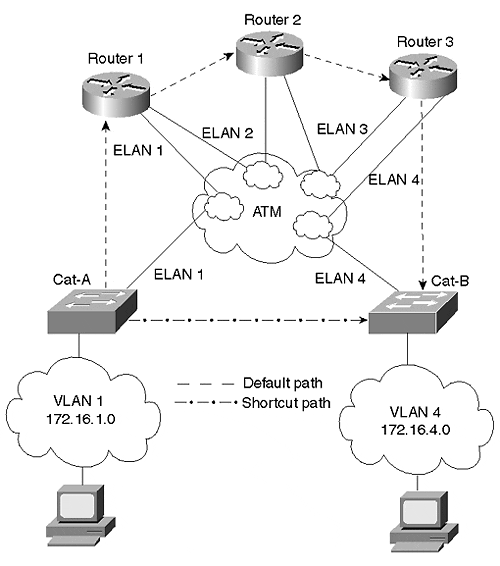 Router 1
Router 2
Router 3
ELAN 1
ELAN 2
ELAN 3
ELAN 4
ATM
ELAN 1
ELAN 4
Cat-A
Cat-B
VLAN 1
172.16.1.0
Default path
Shortcut path
VLAN 4
172.16.4.0